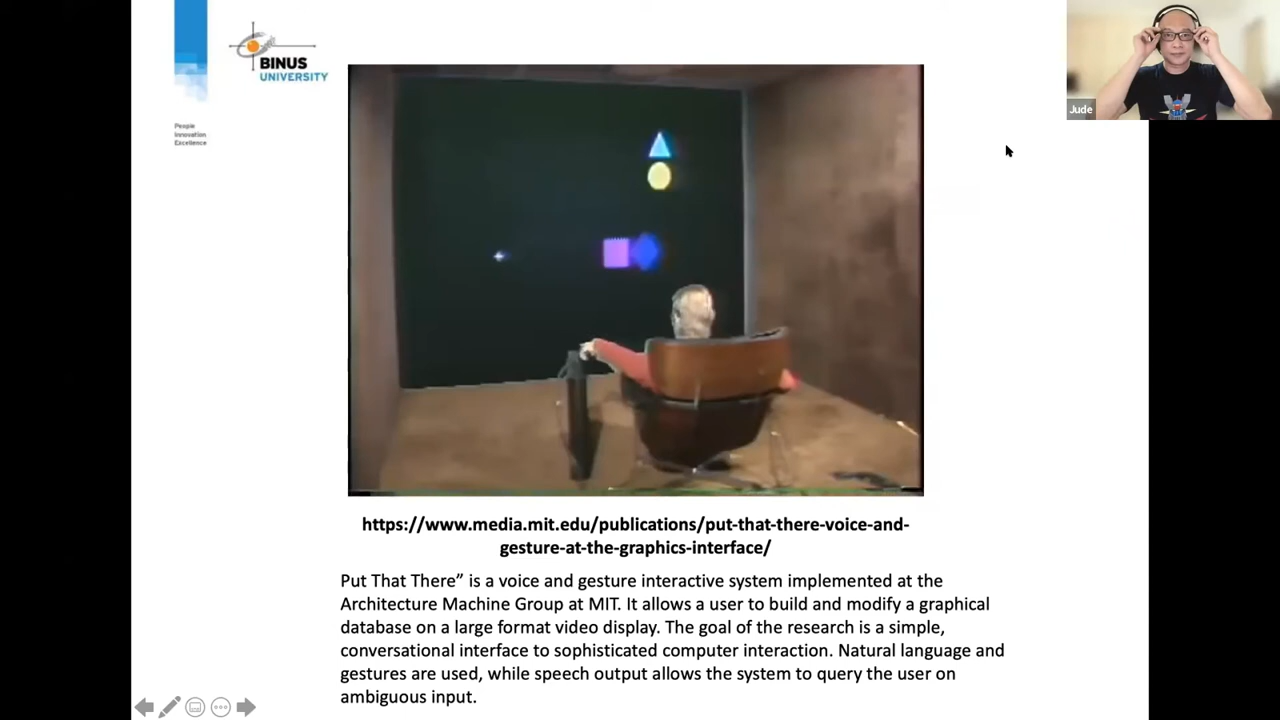 BINUS
UNIVERSITY
People
Innovation
Excellence
Jude
https://www.media.mit.edu/publications/put-that-there-voice-and-
gesture-at-the-graphics-interface/
Put That There” is a voice and gesture interactive system implemented at the
Architecture Machine Group at MIT. It allows a user to build and modify a graphical
database on a large format video display. The goal of the research is a simple,
conversational interface to sophisticated computer interaction. Natural language and
gestures are used, while speech output allows the system to query the user on
ambiguous input.